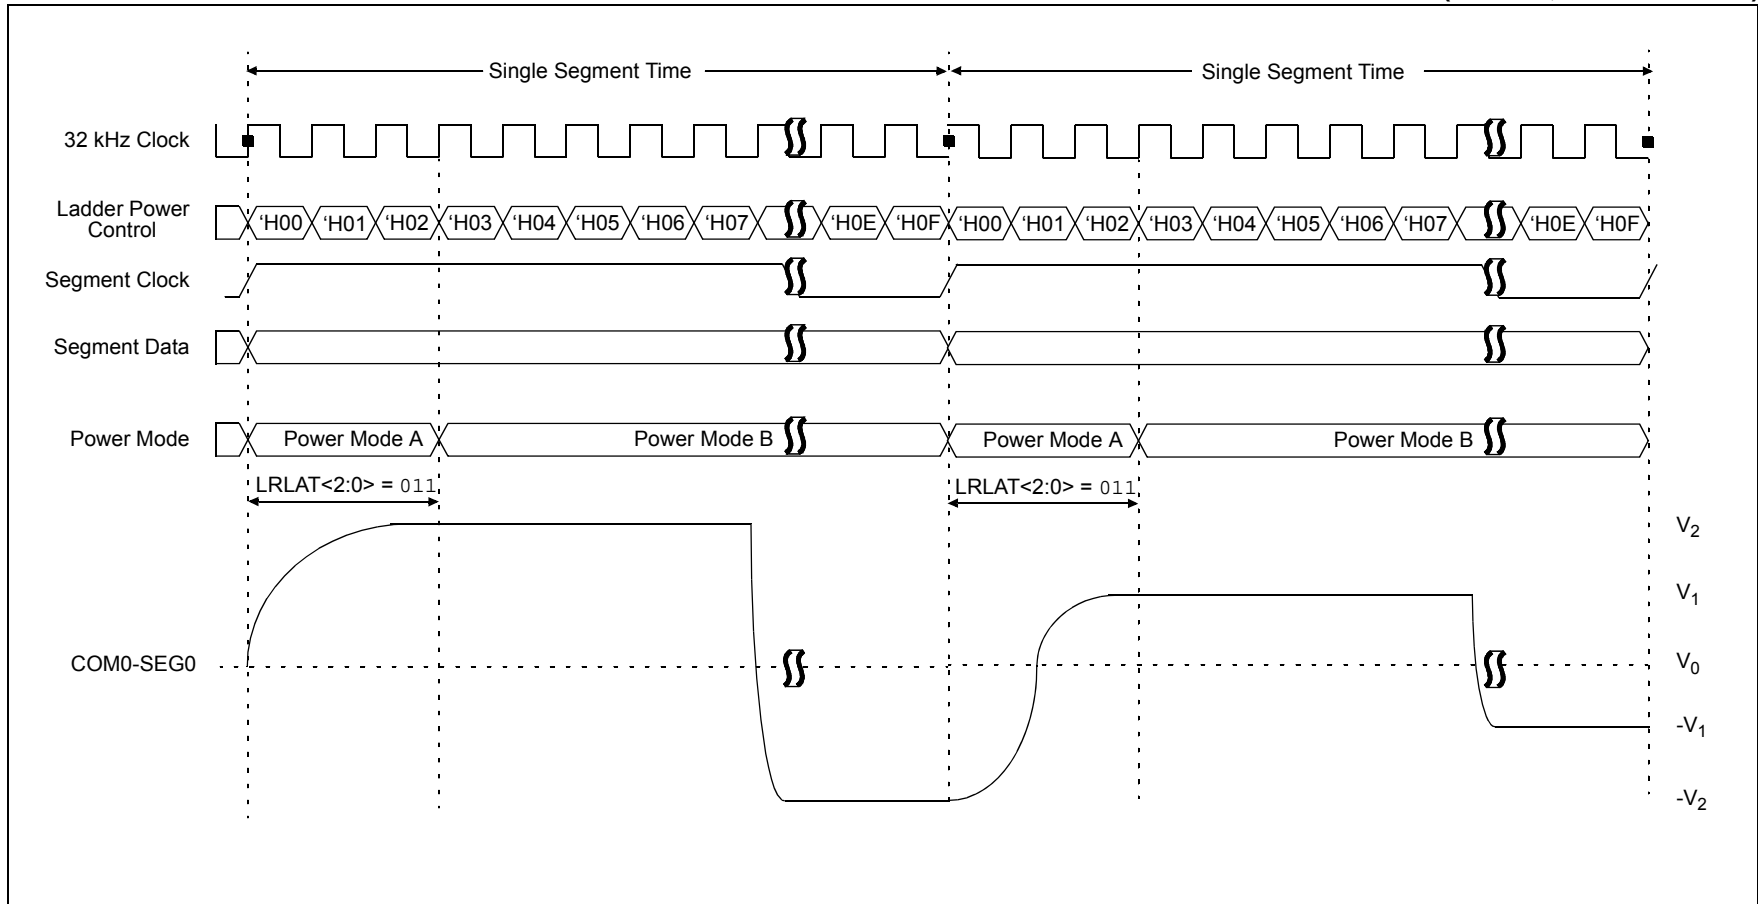 Single Segment Time
Single Segment Time
32 kHz Clock
Ladder Power
Control
‘H00 ‘H01 ‘H02 ‘H03 ‘H04 ‘H05 ‘H06 ‘H07 ‘H0E ‘H0F ‘H00 ‘H01 ‘H02 ‘H03 ‘H04 ‘H05 ‘H06 ‘H07 ‘H0E ‘H0F
Segment Clock
Segment Data
Power Mode
Power Mode A
Power Mode B
Power Mode A
Power Mode B
LRLAT<2:0> = 011
LRLAT<2:0> = 011
V2
V1
COM0-SEG0
V0
-V1
-V2